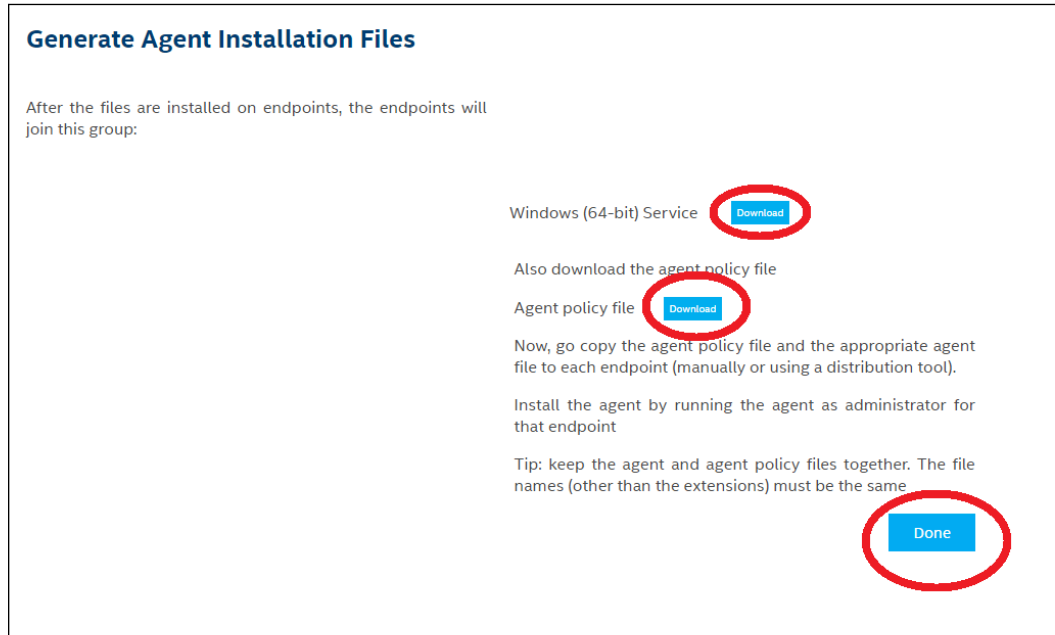 Generate Agent Installation Files
After the files are installed on endpoints, the endpoints will
join this group:
Windows (64-bit) Service Download
Also download the agent policy file
Agent policy file Download
Now, go copy the agent policy file and the appropriate agent
file to each endpoint (manually or using a distribution tool).
Install the agent by running the agent as administrator for
that endpoint
Tip: keep the agent and agent policy files together. The file
names (other than the extensions) must be the same
Done